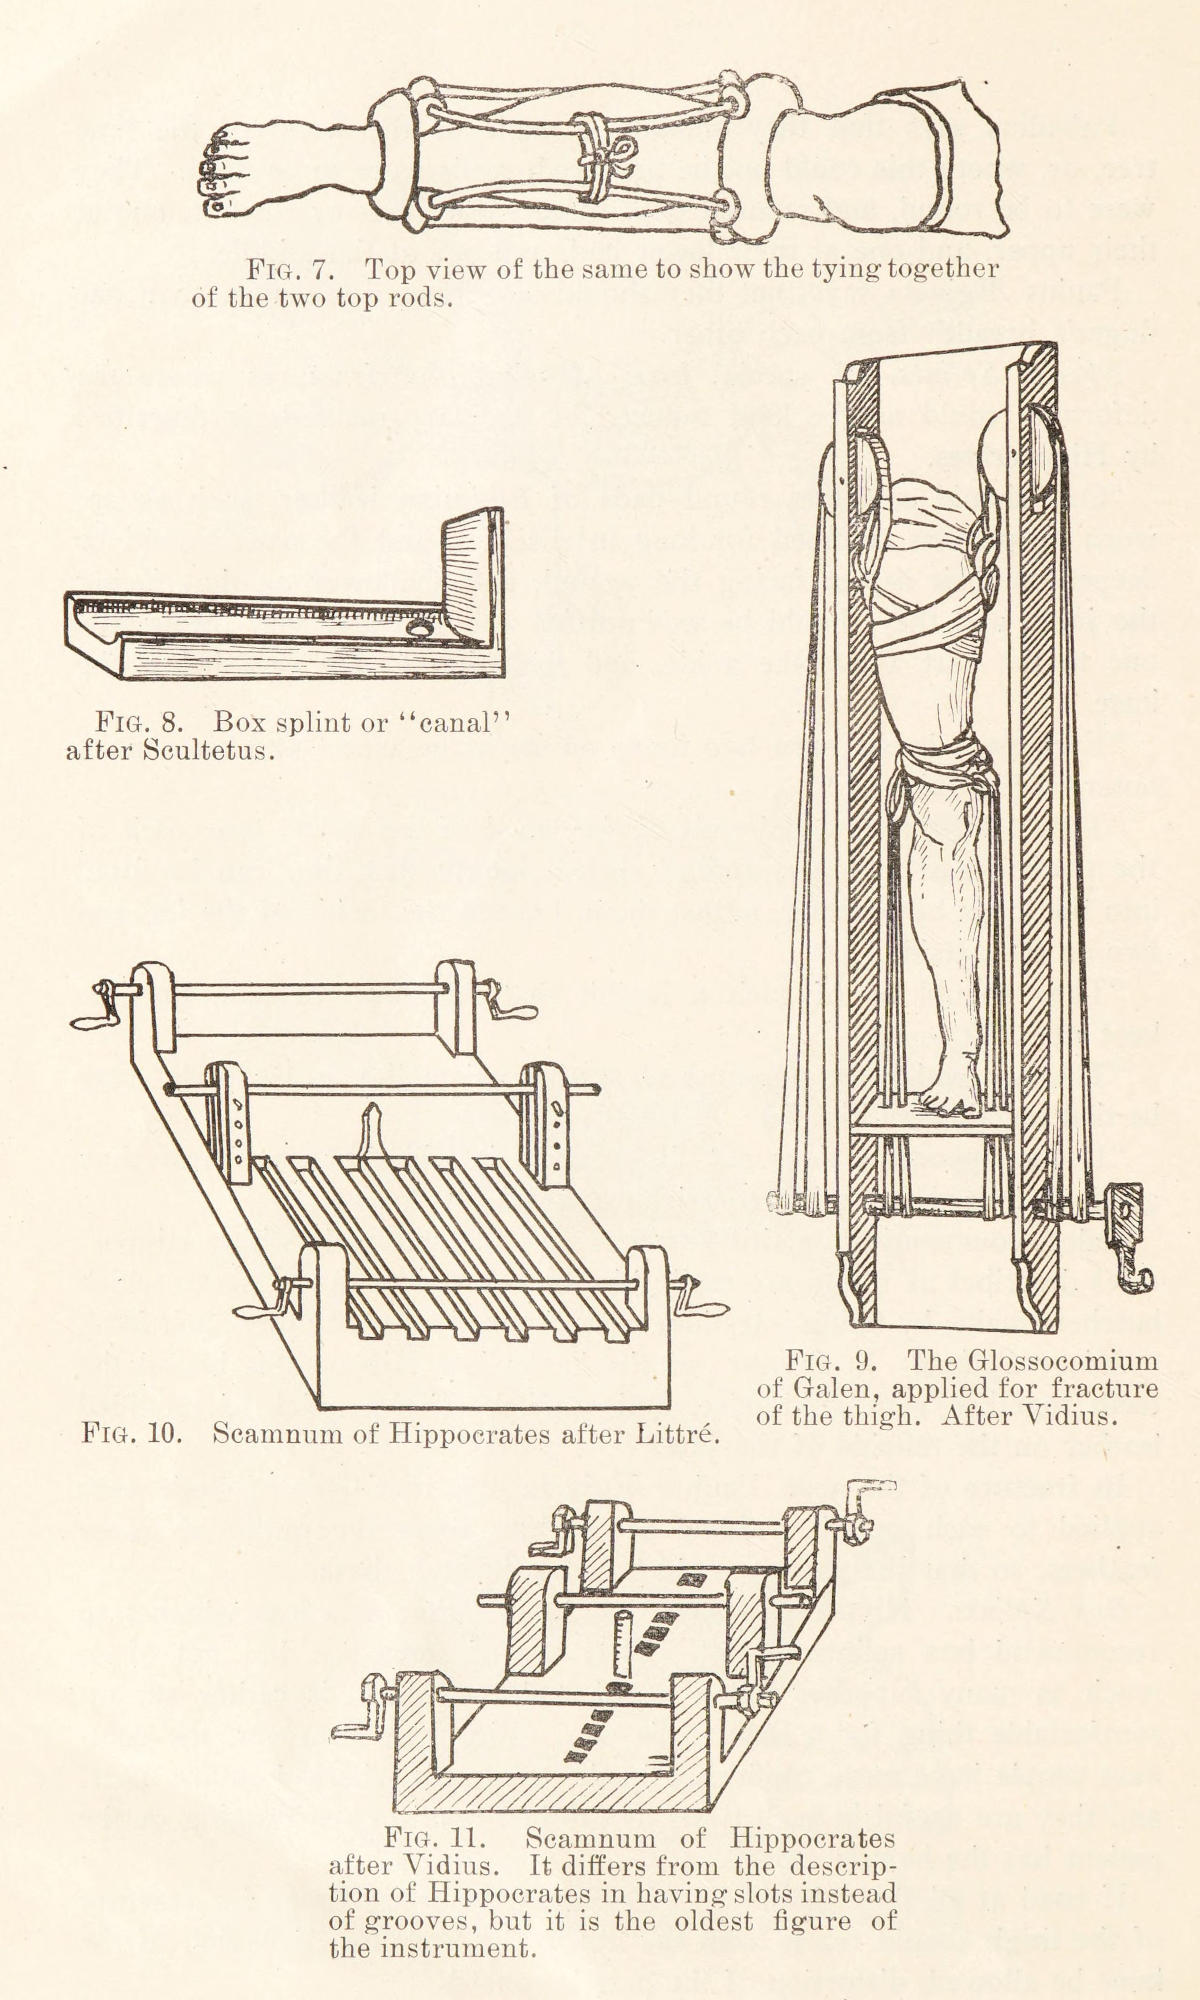 FIG. 7. Top view of the same to show the tying together
of the two top rods.
FIG. 8. Box splint or “canal”
after Scultetus.
FIG. 9. The Glossocomium
of Galen, applied for fracture
of the thigh. After Vidius.
FIG. 10. Scamnum of Hippocrates after Littré.
FIG. 11. Scamnum of Hippocrates
after Vidius. It differs from the descrip-
tion of Hippocrates in having slots instead
of grooves, but it is the oldest figure of
the instrument.